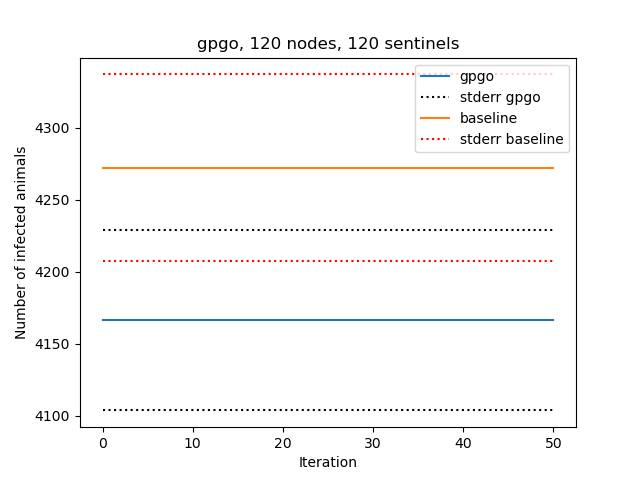 gpgo, 120 nodes, 120 sentinels
gpgo
stderr gpgo
baseline
stderr baseline
Number of infected animals
4300
4250
4200
4150
4100
0 10 20 30 40 50
Iteration